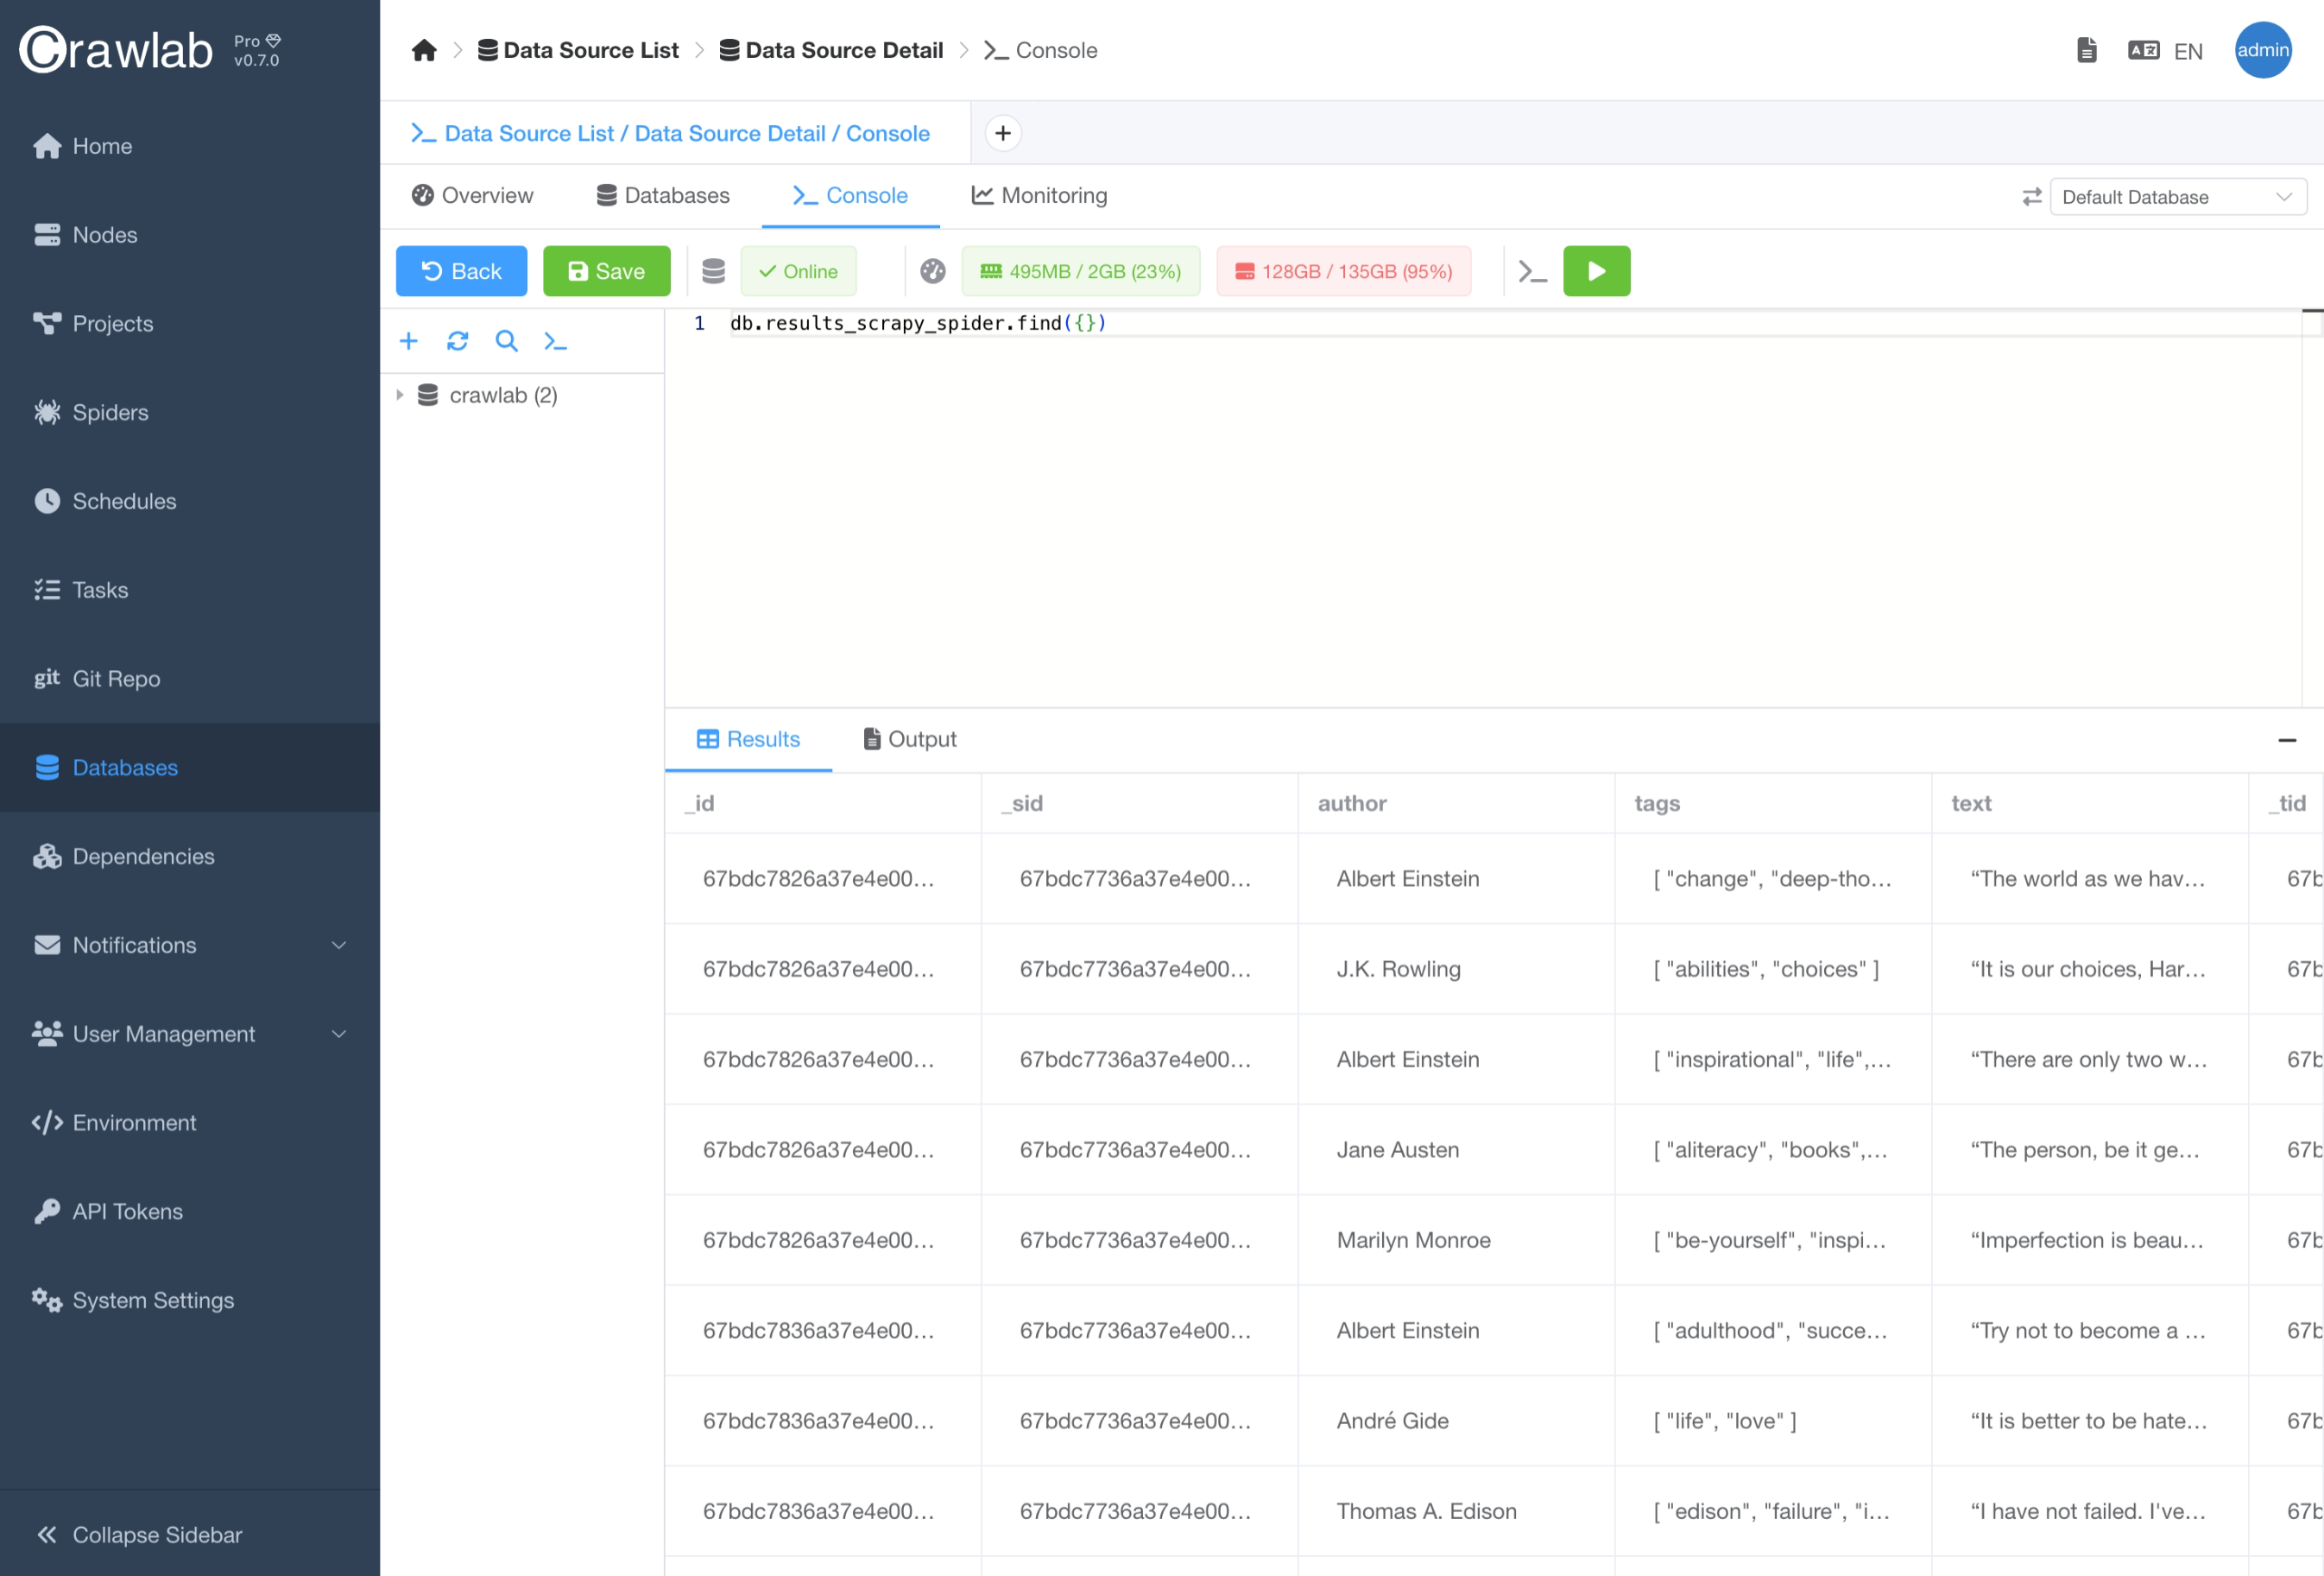 Crawlab Pro v0.7.0
Data Source List Data Source Detail Console
EN admin
Data Source List / Data Source Detail / Console
Overview Databases Console Monitoring Default Database
Back Save Online 495MB / 2GB (23%) 128GB / 135GB (95%)
Home
Nodes
Projects
Spiders
Schedules
Tasks
git Git Repo
Databases
Dependencies
Notifications
User Management
Environment
API Tokens
System Settings
Collapse Sidebar
crawlab (2)
1 db.results_scrapy_spider.find({})
Results Output
_id _sid author tags text _tid
67bdc7826a37e4e00... 67bdc7736a37e4e00... Albert Einstein [ "change", "deep-tho... “The world as we hav... 67b
67bdc7826a37e4e00... 67bdc7736a37e4e00... J.K. Rowling [ "abilities", "choices" ] “It is our choices, Har... 67b
67bdc7826a37e4e00... 67bdc7736a37e4e00... Albert Einstein [ "inspirational", "life",... “There are only two w... 67b
67bdc7826a37e4e00... 67bdc7736a37e4e00... Jane Austen [ "aliteracy", "books",... “The person, be it ge... 67b
67bdc7826a37e4e00... 67bdc7736a37e4e00... Marilyn Monroe [ "be-yourself", "inspi... “Imperfection is beau... 67b
67bdc7836a37e4e00... 67bdc7736a37e4e00... Albert Einstein [ "adulthood", "succe... “Try not to become a ... 67b
67bdc7836a37e4e00... 67bdc7736a37e4e00... André Gide [ "life", "love" ] “It is better to be hate... 67b
67bdc7836a37e4e00... 67bdc7736a37e4e00... Thomas A. Edison [ "edison", "failure", "i... “I have not failed. I've... 67b